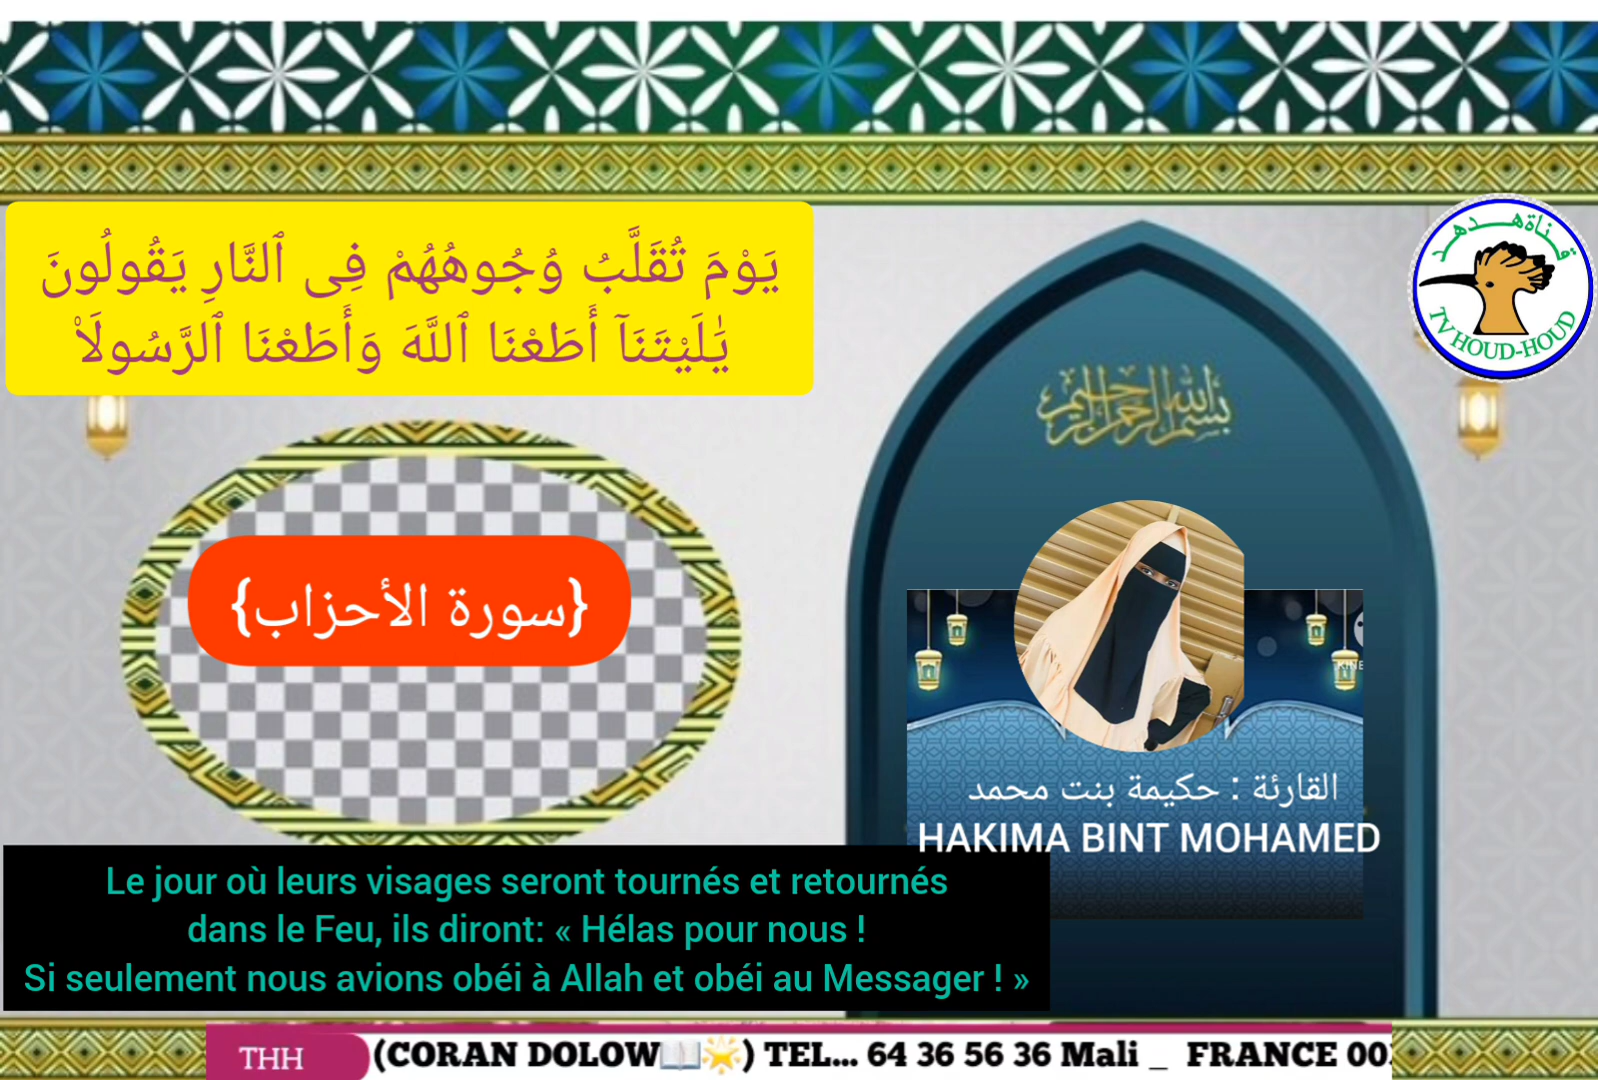 يَوْمَ تُقَلَّبُ وُجُوهُهُمْ فِى ٱلنَّارِ يَقُولُونَ
يَٰلَيْتَنَآ أَطَعْنَا ٱللَّهَ وَأَطَعْنَا ٱلرَّسُولَا۠
قناة هدهد
TV HOUD-HOUD
بسم الله الرحمن الرحيم
{سورة الأحزاب}
القارئة : حكيمة بنت محمد
HAKIMA BINT MOHAMED
Le jour où leurs visages seront tournés et retournés
dans le Feu, ils diront: « Hélas pour nous !
Si seulement nous avions obéi à Allah et obéi au Messager ! »
THH (CORAN DOLOW📖🌟) TEL... 64 36 56 36 Mali _ FRANCE 00